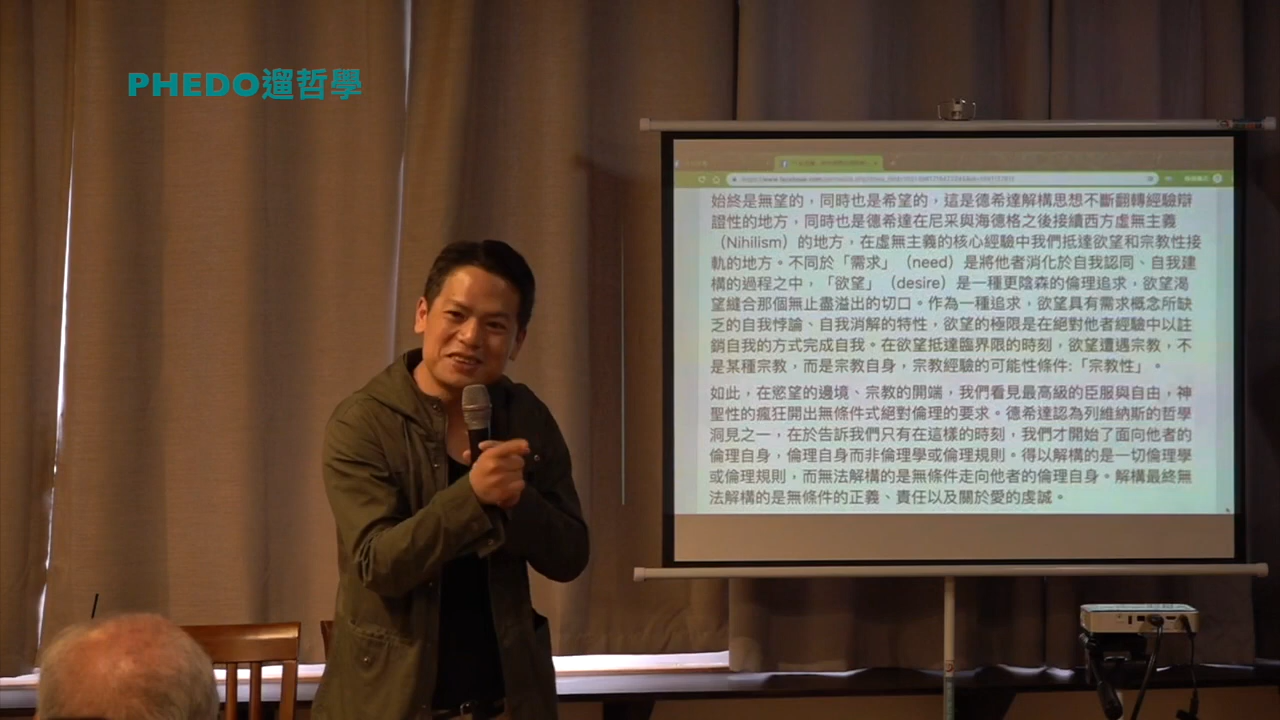 PHEDO遛哲學
始終是無望的，同時也是希望的，這是德希達解構思想不斷翻轉經驗辯
證性的地方，同時也是德希達在尼采與海德格之後接續西方虛無主義
（Nihilism）的地方，在虛無主義的核心經驗中我們抵達欲望和宗教性接
軌的地方。不同於「需求」（need）是將他者消化於自我認同、自我建
構的過程之中，「欲望」（desire）是一種更陰森的倫理追求，欲望渴
望縫合那個無止盡溢出的切口。作為一種追求，欲望具有需求概念所缺
乏的自我悖論、自我消解的特性，欲望的極限是在絕對他者經驗中以註
銷自我的方式完成自我。在欲望抵達臨界限的時刻，欲望遭遇宗教，不
是某種宗教，而是宗教自身，宗教經驗的可能性條件:「宗教性」。
如此，在慾望的邊境、宗教的開端，我們看見最高級的臣服與自由，神
聖性的瘋狂開出無條件式絕對倫理的要求。德希達認為列維納斯的哲學
洞見之一，在於告訴我們只有在這樣的時刻，我們才開始了面向他者的
倫理自身，倫理自身而非倫理學或倫理規則。得以解構的是一切倫理學
或倫理規則，而無法解構的是無條件走向他者的倫理自身。解構最終無
法解構的是無條件的正義、責任以及關於愛的虔誠。